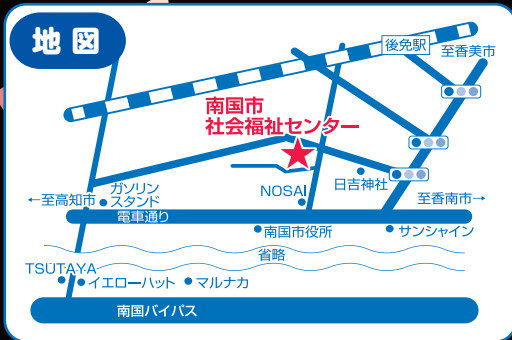 地図
後免駅
至香美市
南国市
社会福祉センター
ガソリン
スタンド
←至高知市
NOSAI
日吉神社
至香南市→
電車通り
南国市役所
サンシャイン
省略
TSUTAYA
イエローハット
マルナカ
南国バイパス